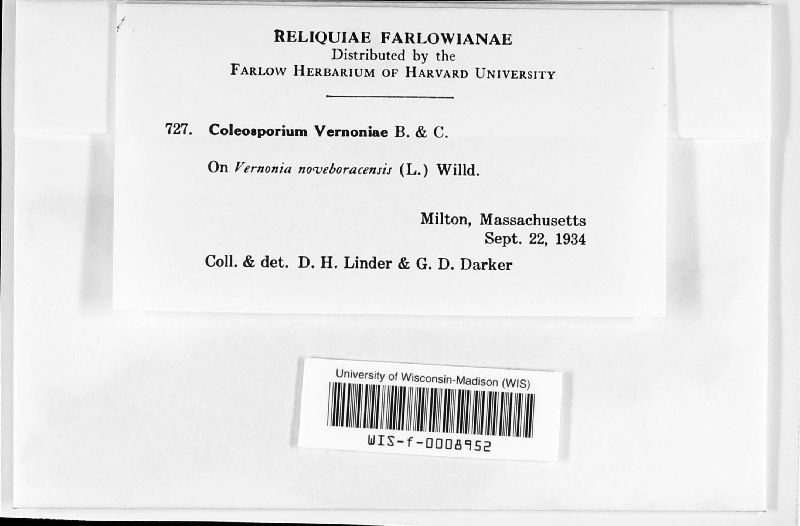 RELIQUIAE FARLOWIANAE
Distributed by the
FARLOW HERBARIUM OF HARVARD UNIVERSITY
727. Coleosporium Vernoniae B. & C.
On Vernonia noveboracensis (L.) Willd.
Milton, Massachusetts
Sept. 22, 1934
Coll. & det. D. H. Linder & G. D. Darker
University of Wisconsin-Madison (WIS)
WIS-f-0008952